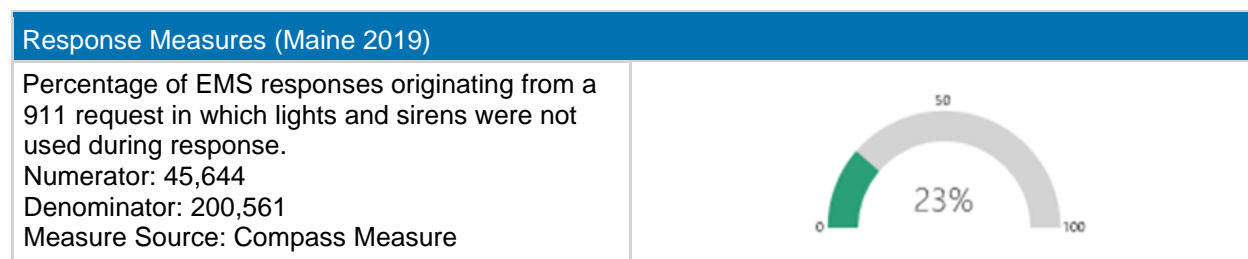 Response Measures (Maine 2019)
Percentage of EMS responses originating from a
911 request in which lights and sirens were not
used during response.
Numerator: 45,644
Denominator: 200,561
Measure Source: Compass Measure
50
23%
0
100